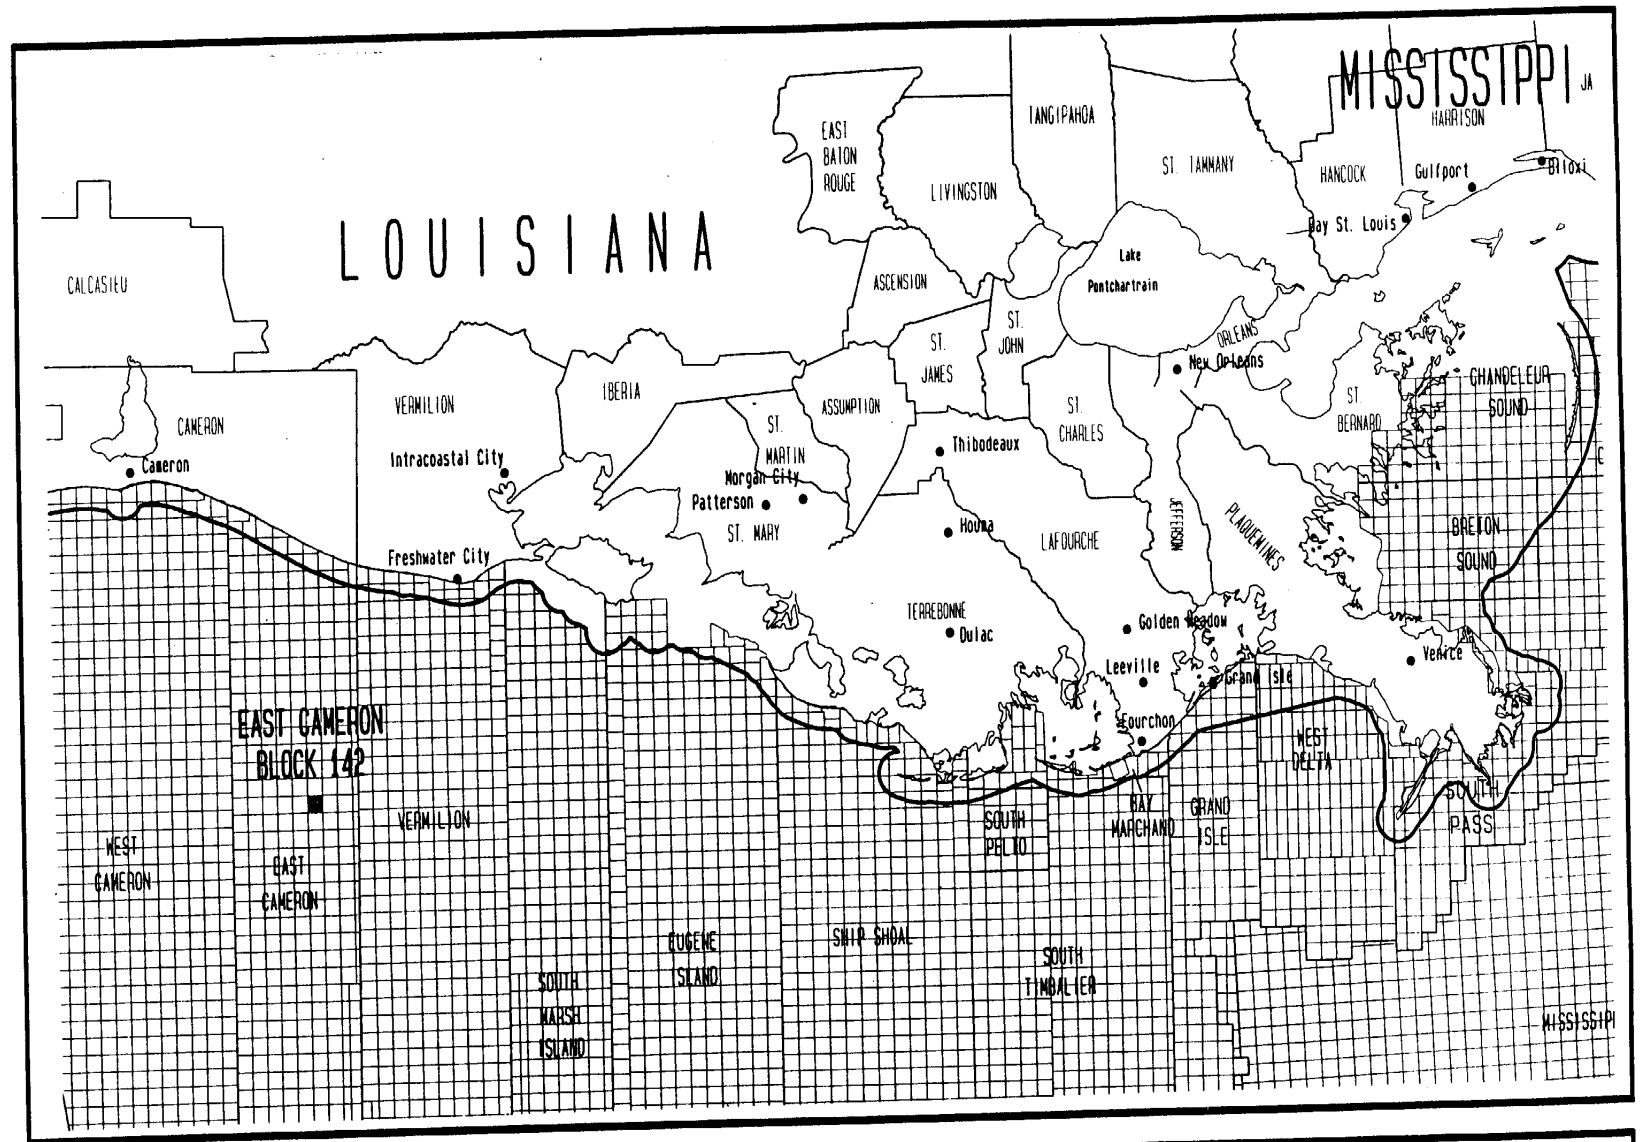 MISSISSIPPI
JA
HARRISON
TANGIPAHOA
EAST
BATON
ROUGE
ST. TAMMANY
HANCOCK
Gulfport
Biloxi
LIVINGSTON
Bay St. Louis
LOUISIANA
CALCASIEU
ASCENSION
Lake
Pontchartrain
ST.
JOHN
ORLEANS
ST.
JAMES
New Orleans
CHANDELEUR
SOUND
VERMILION
IBERIA
ASSUMPTION
ST.
CHARLES
ST.
BERNARD
CAMERON
ST.
MARTIN
Thibodeaux
Cameron
Intracoastal City
Morgan City
Patterson
C
ST. MARY
Houma
LAFOURCHE
JEFFERSON
PLAQUEMINES
BRETON
SOUND
Freshwater City
TERREBONNE
Dulac
Golden Meadow
Venice
Leeville
Grand Isle
EAST CAMERON
BLOCK 142
Fourchon
WEST
DELTA
SOUTH
PASS
VERMILION
SOUTH
PELTO
BAY
MARCHAND
GRAND
ISLE
WEST
CAMERON
EAST
CAMERON
EUGENE
ISLAND
SHIP SHOAL
SOUTH
TIMBALIER
SOUTH
MARSH
ISLAND
MISSISSIPI